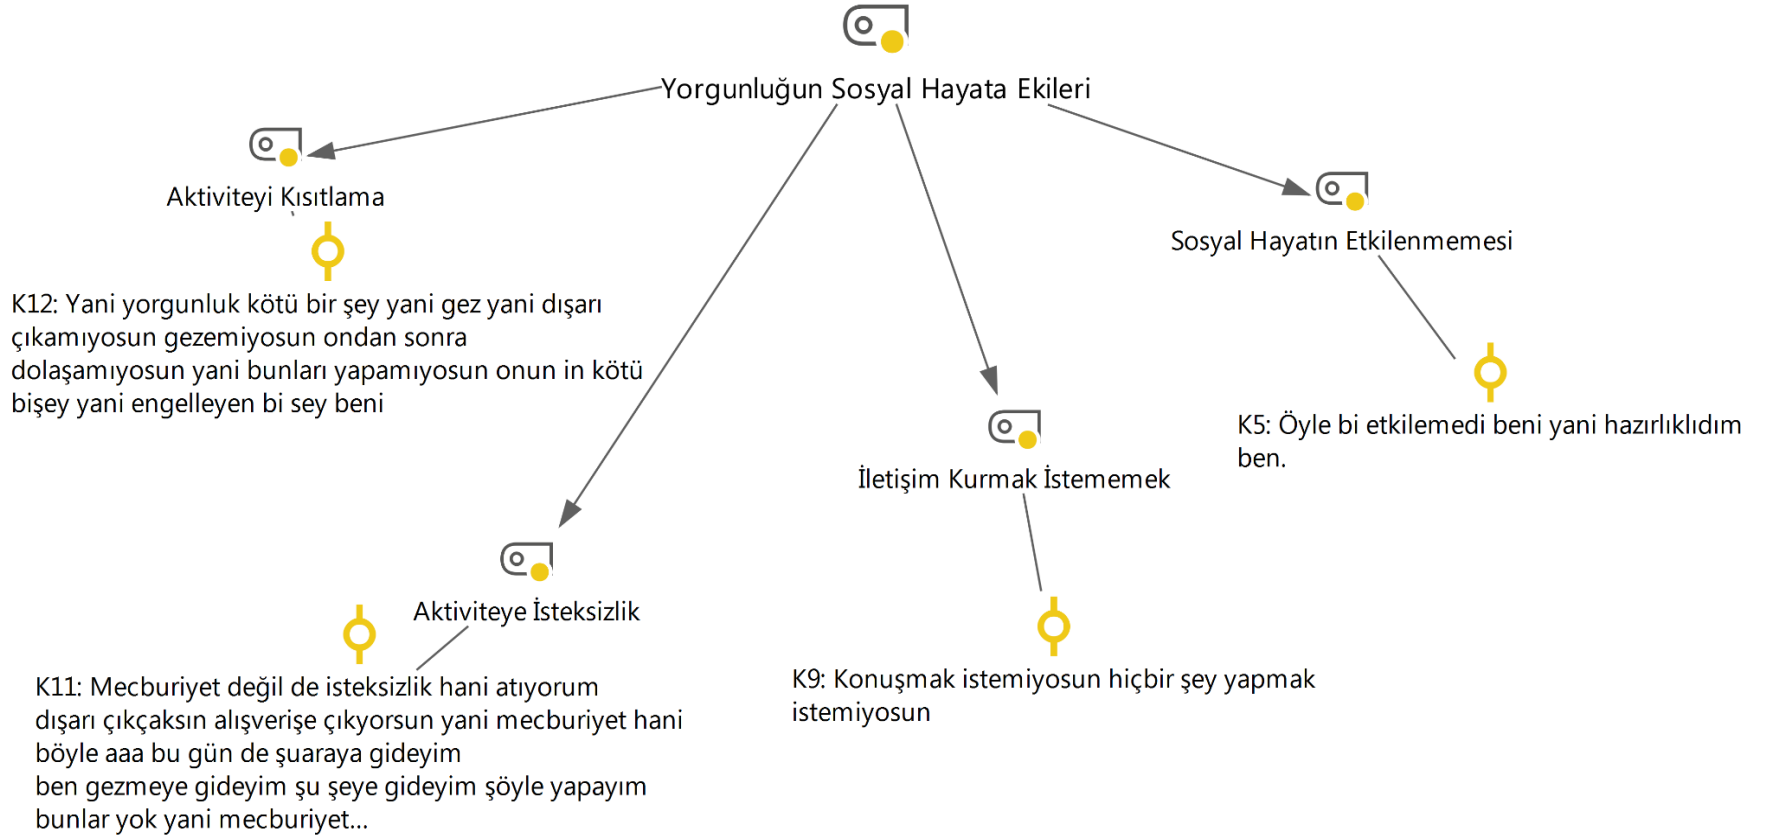 Yorgunluğun Sosyal Hayata Ekileri
Aktiviteyi Kısıtlama
K12: Yani yorgunluk kötü bir şey yani gez yani dışarı
çıkamıyosun gezemiyosun ondan sonra
dolaşamıyosun yani bunları yapamıyosun onun in kötü
bişey yani engelleyen bi sey beni
Sosyal Hayatın Etkilenmemesi
K5: Öyle bi etkilemedi beni yani hazırlıklıdım
ben.
İletişim Kurmak İstememek
K9: Konuşmak istemiyosun hiçbir şey yapmak
istemiyosun
Aktiviteye İsteksizlik
K11: Mecburiyet değil de isteksizlik hani atıyorum
dışarı çıkçaksın alışverişe çıkyorsun yani mecburiyet hani
böyle aaa bu gün de şuaraya gideyim
ben gezmeye gideyim şu şeye gideyim şöyle yapayım
bunlar yok yani mecburiyet...